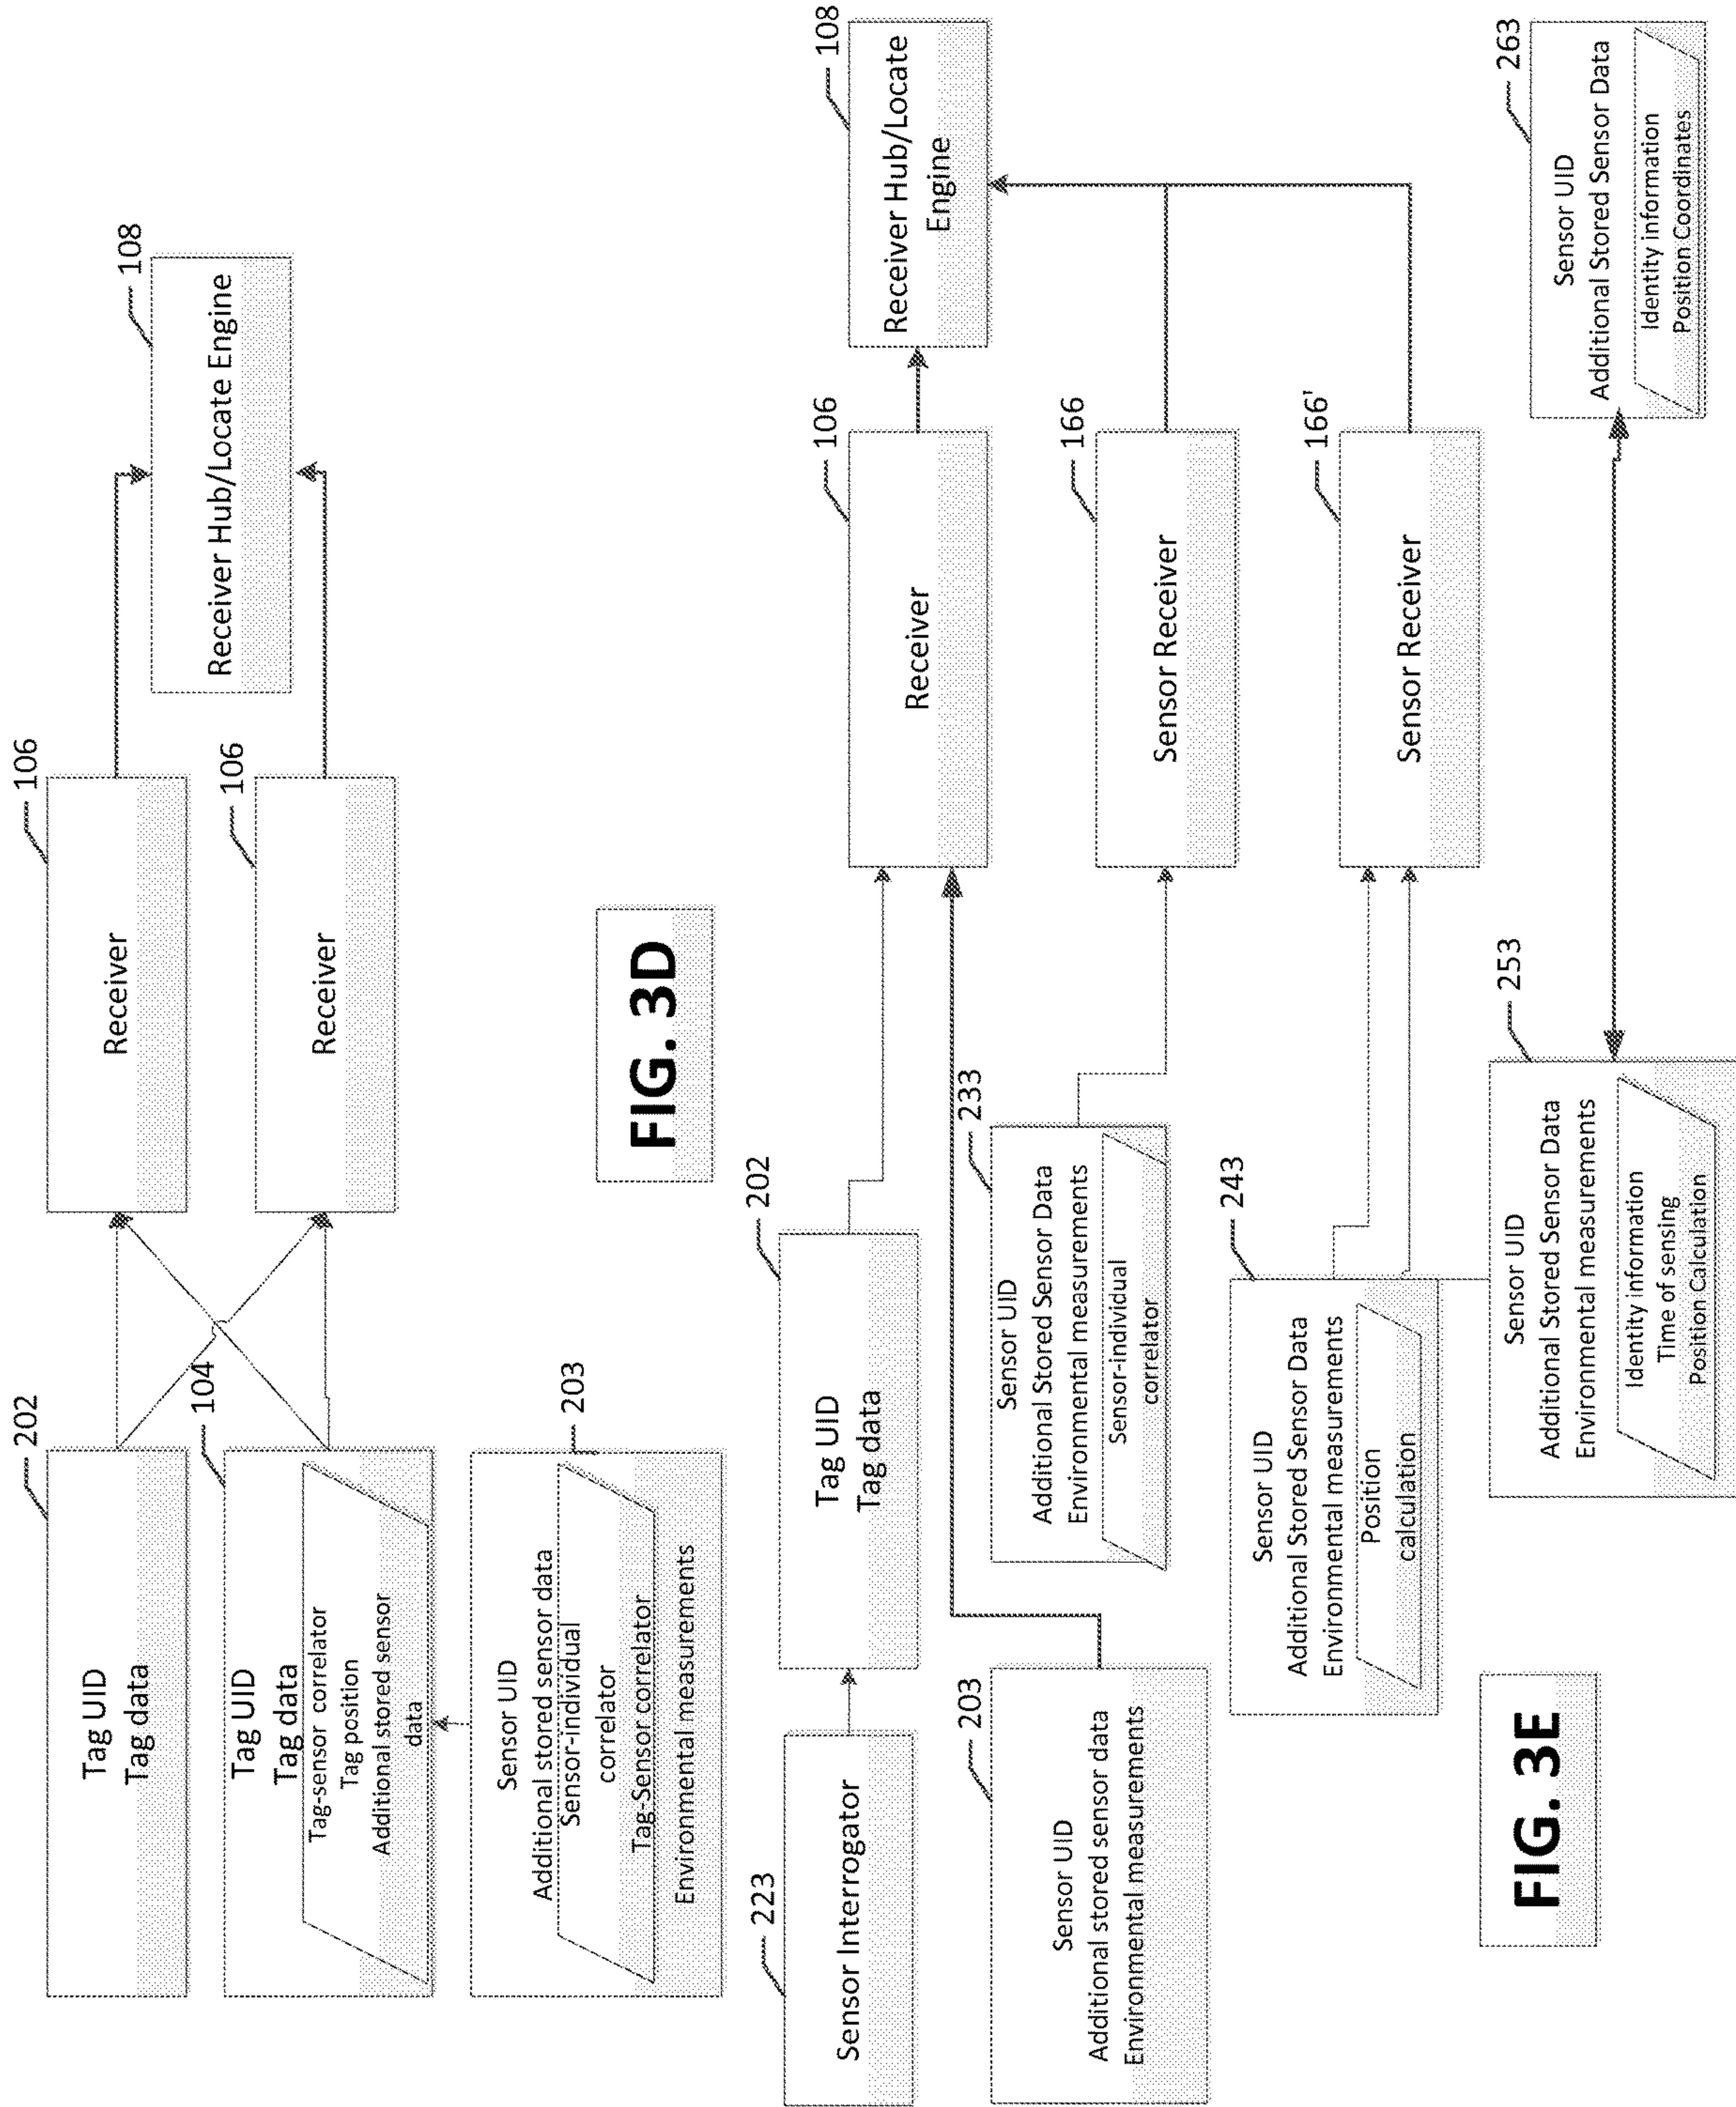 202
Tag UID
Tag data
104
Tag UID
Tag data
Tag-sensor correlator
Tag position
Additional stored sensor
data
203
Sensor UID
Additional stored sensor data
Sensor-individual
correlator
Tag-Sensor correlator
Environmental measurements
106
Receiver
106
Receiver
108
Receiver Hub/Locate Engine
FIG. 3D
223
Sensor Interrogator
202
Tag UID
Tag data
203
Sensor UID
Additional stored sensor data
Environmental measurements
233
Sensor UID
Additional Stored Sensor Data
Environmental measurements
Sensor-individual
correlator
243
Sensor UID
Additional Stored Sensor Data
Environmental measurements
Position
calculation
253
Sensor UID
Additional Stored Sensor Data
Environmental measurements
Identity information
Time of sensing
Position Calculation
106
Receiver
166
Sensor Receiver
166'
Sensor Receiver
108
Receiver Hub/Locate
Engine
263
Sensor UID
Additional Stored Sensor Data
Identity information
Position Coordinates
FIG. 3E